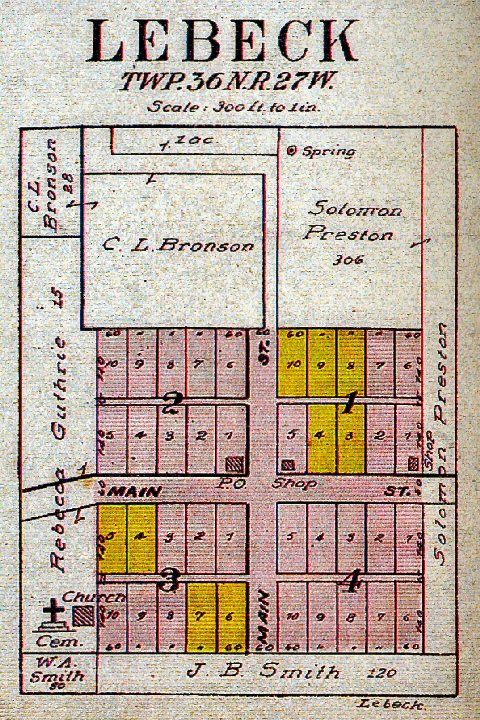 LEBECK
TWP. 36 N. R. 27 W.
Scale: 300 ft. to 1 in.
1 ac.
Spring
C. L. Bronson 28
C. L. Bronson
Solomon Preston
306
Rebecca Guthrie 15
Solomon Preston
60 60 60 60
10 9 8 7 6
10 9 8 7 6
ST.
2
1
5 4 3 2 1
5 4 3 2 1
P.O
Shop
Shop
MAIN
ST.
5 4 3 2 1
5 4 3 2 1
3
4
Church
10 9 8 7 6
10 9 8 7 6
MAIN
Cem.
W. A. Smith 80
J. B. Smith 120
Lebeck.